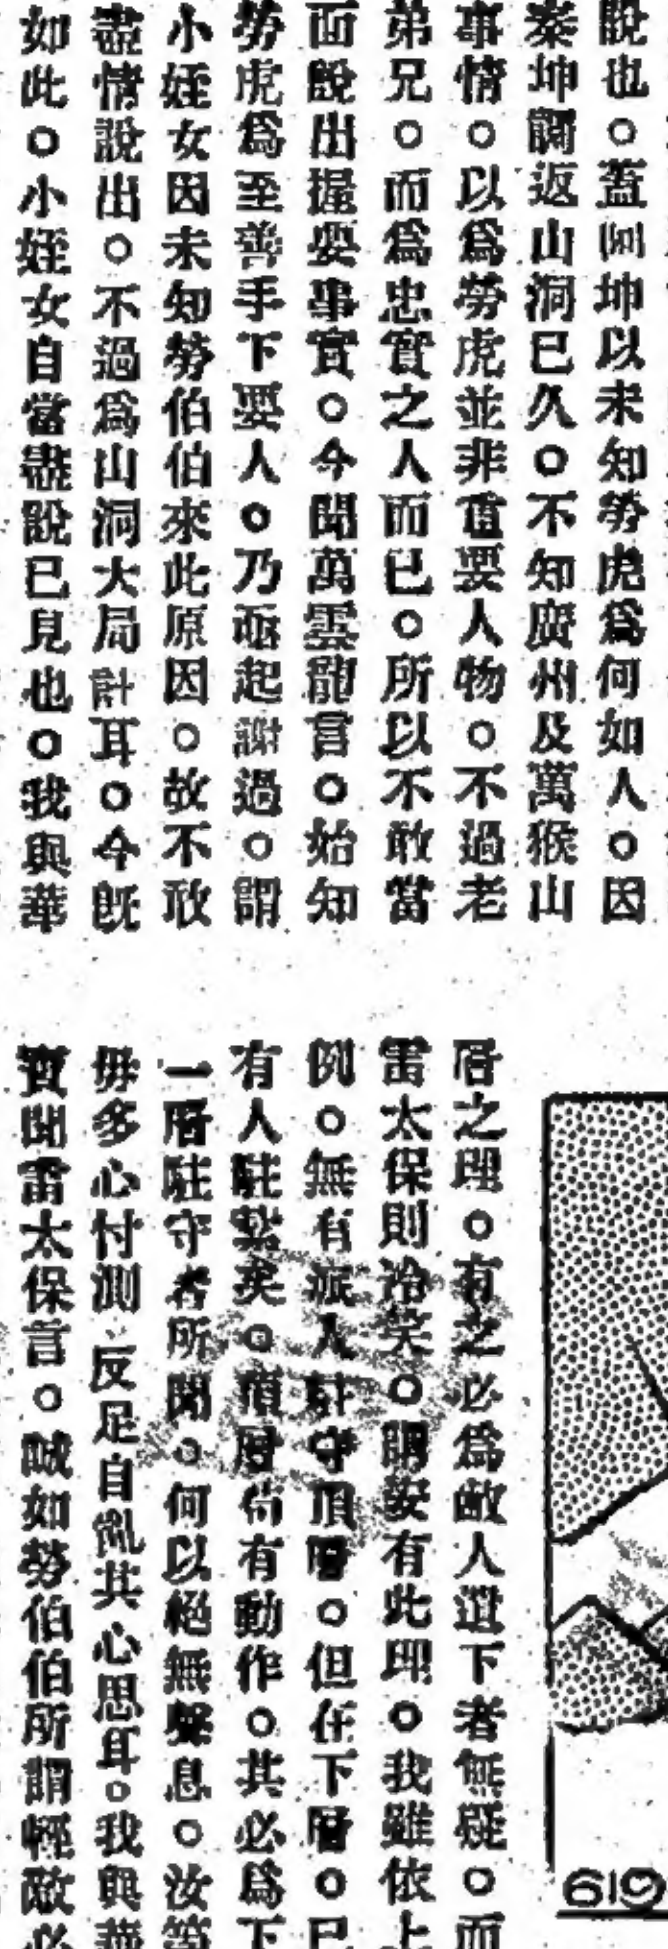 說也。蓋 坤以未知勞虎爲何如人。因
秦坤 返山洞已久。不知廣州及萬猴山
事情。以爲勞虎並非重要人物。不過老
弟兄。而爲忠實之人而已。所以不敢當
面說出握要事實。今聞萬雲龍言。始知
勞虎爲至善手下要人。乃亟起謝過。謂
小姪女因未知勞伯伯來此原因。故不敢
盡情說出。不過爲山洞大局計耳。今旣
如此。小姪女自當盡說已見也。我與華
層之理。有之必爲敵人遺下者無疑。而
雷太保則冷笑。謂安有此理。我雖依上
例。無有派人 守頂層。但在下層。已
有人駐紮矣。頂層倘有動作。其必爲下
一層駐守者所聞。何以絕無聲息。汝等
毋多心忖測反足自亂其心思耳。我與華
寶聞雷太保言。誠如勞伯伯所謂輕敵必
619